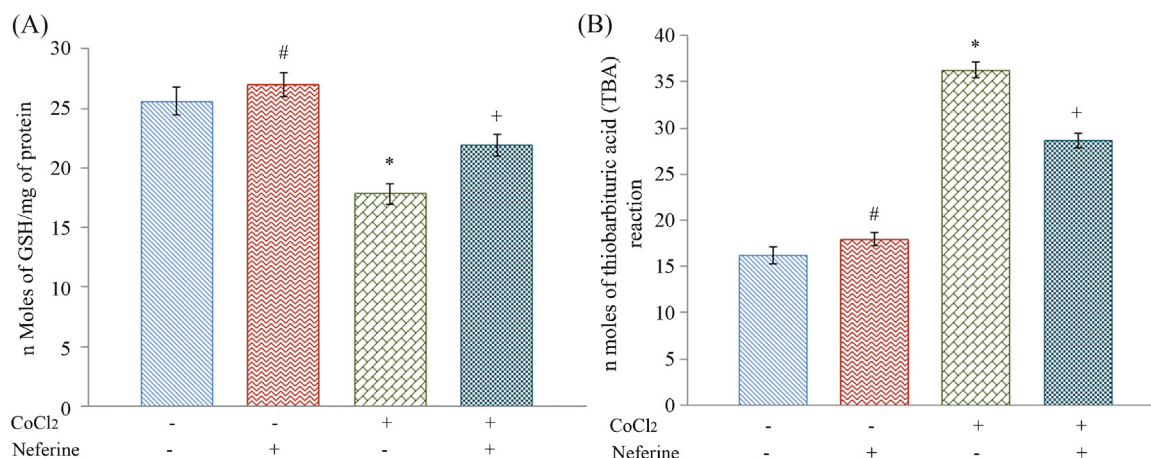 (A)
n Moles of GSH/mg of protein
30
25
20
15
10
5
0
#
*
+
CoCl2 - - + +
Neferine - + - +
(B)
n moles of thiobarbituric acid (TBA)
reaction
40
35
30
25
20
15
10
5
0
#
*
+
CoCl2 - - + +
Neferine - + - +